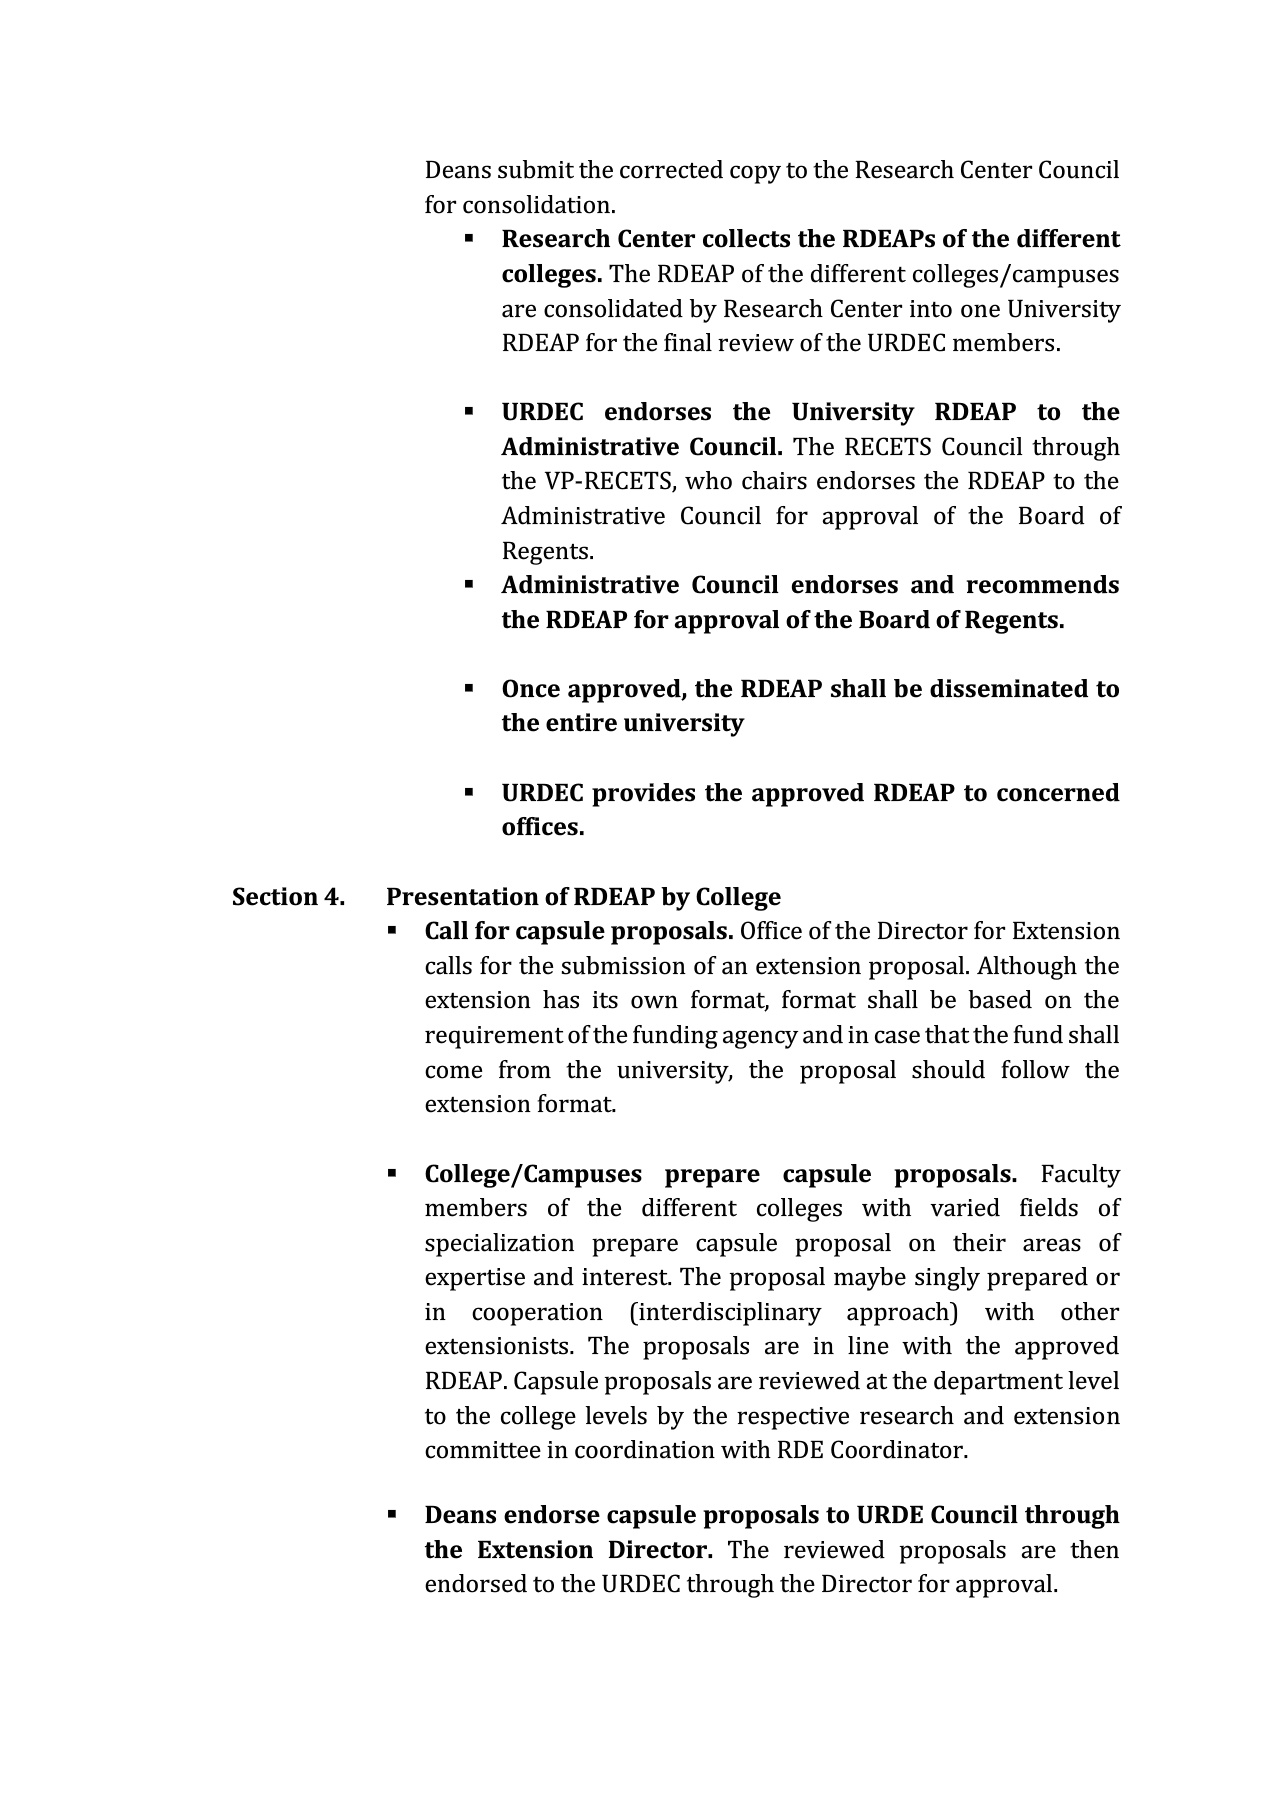 Deans submit the corrected copy to the Research Center Council
for consolidation.
▪ Research Center collects the RDEAPs of the different
colleges. The RDEAP of the different colleges/campuses
are consolidated by Research Center into one University
RDEAP for the final review of the URDEC members.
▪ URDEC endorses the University RDEAP to the
Administrative Council. The RECETS Council through
the VP-RECETS, who chairs endorses the RDEAP to the
Administrative Council for approval of the Board of
Regents.
▪ Administrative Council endorses and recommends
the RDEAP for approval of the Board of Regents.
▪ Once approved, the RDEAP shall be disseminated to
the entire university
▪ URDEC provides the approved RDEAP to concerned
offices.
Section 4. Presentation of RDEAP by College
▪ Call for capsule proposals. Office of the Director for Extension
calls for the submission of an extension proposal. Although the
extension has its own format, format shall be based on the
requirement of the funding agency and in case that the fund shall
come from the university, the proposal should follow the
extension format.
▪ College/Campuses prepare capsule proposals. Faculty
members of the different colleges with varied fields of
specialization prepare capsule proposal on their areas of
expertise and interest. The proposal maybe singly prepared or
in cooperation (interdisciplinary approach) with other
extensionists. The proposals are in line with the approved
RDEAP. Capsule proposals are reviewed at the department level
to the college levels by the respective research and extension
committee in coordination with RDE Coordinator.
▪ Deans endorse capsule proposals to URDE Council through
the Extension Director. The reviewed proposals are then
endorsed to the URDEC through the Director for approval.